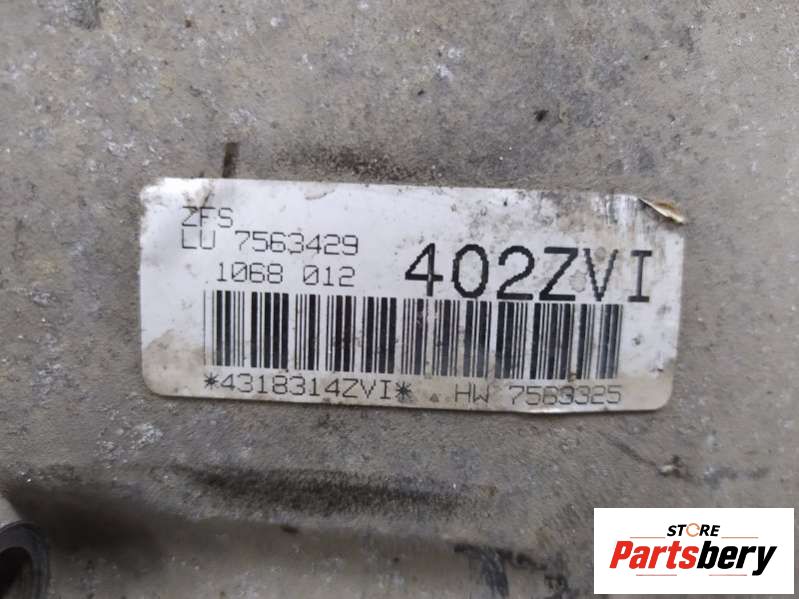 ZFS
LU 7563429
1068 012
402ZVI
*4318314ZVI* . HW 7563325
STORE
Partsbery